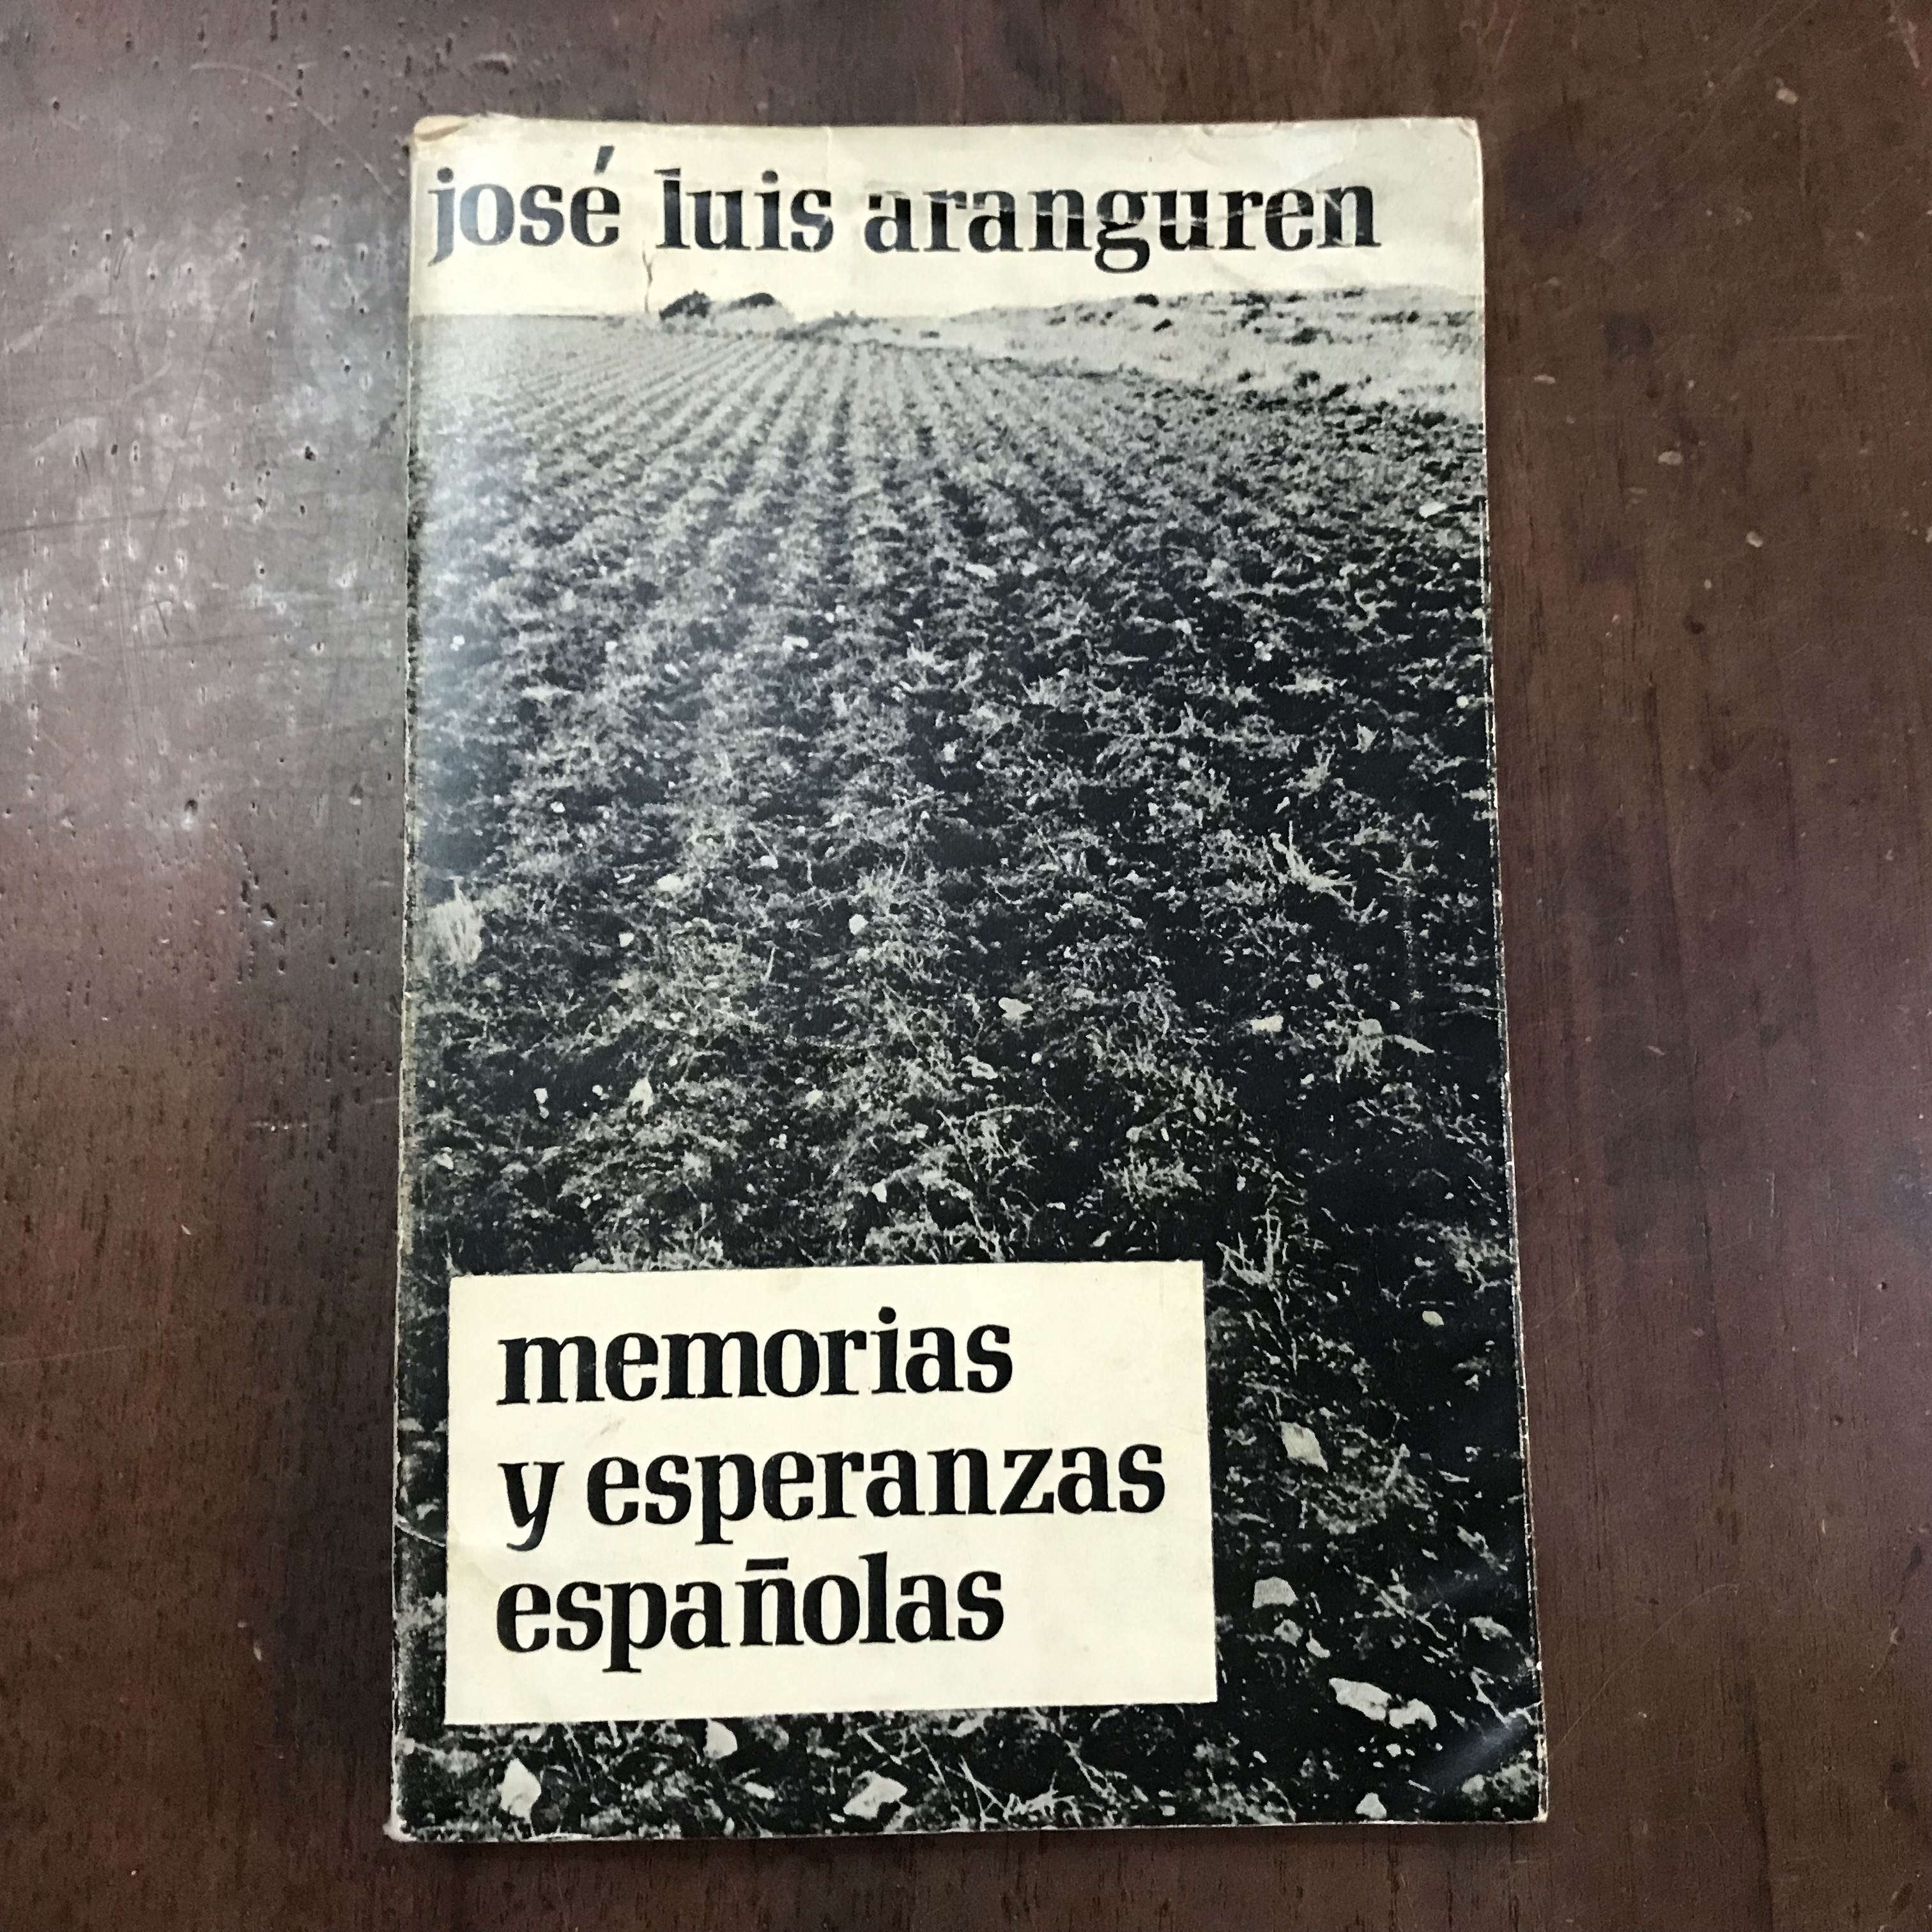 josé luis aranguren
memorias
y esperanzas
españolas